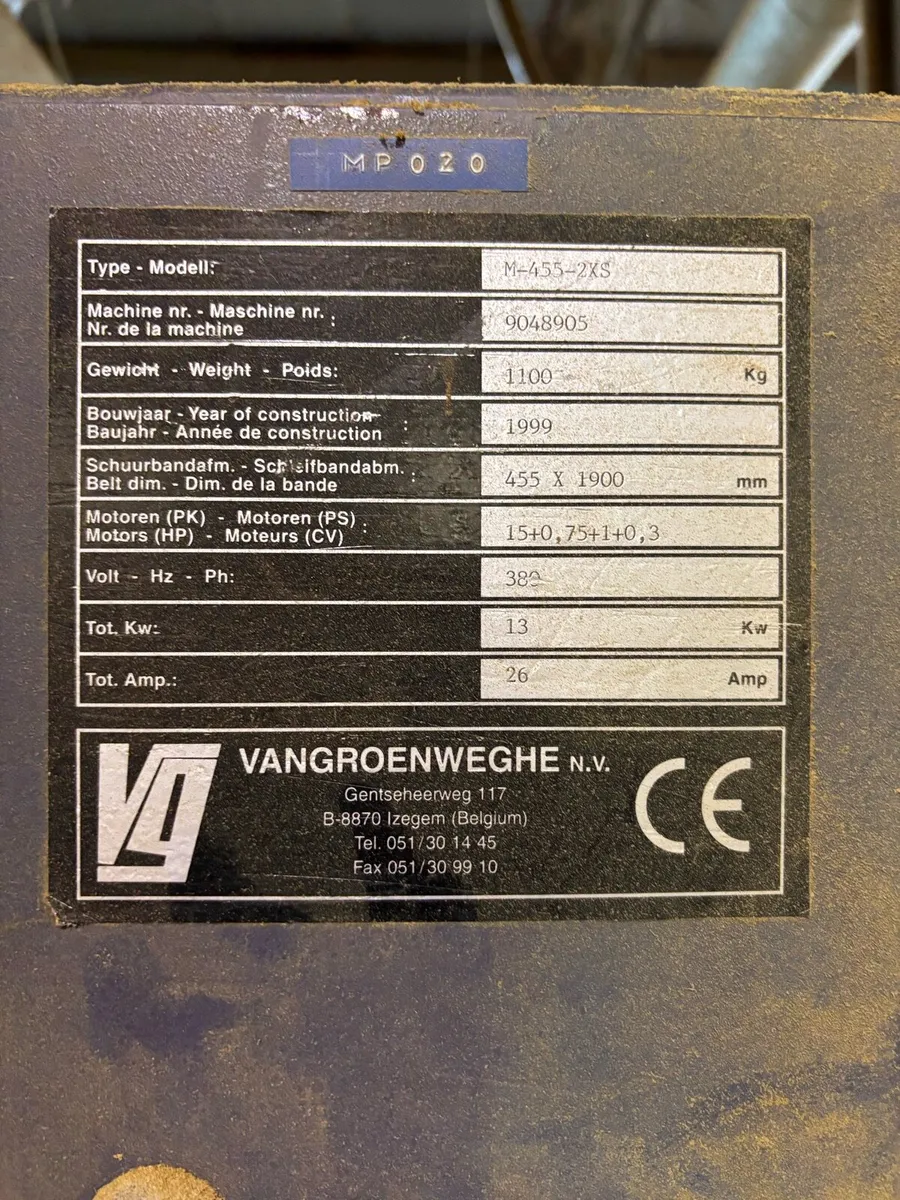 MP020
Type - Modell: M-455-2XS
Machine nr. - Maschine nr.
Nr. de la machine : 9048905
Gewicht - Weight - Poids: 1100 Kg
Bouwjaar - Year of construction
Baujahr - Année de construction : 1999
Schuurbandafm. - Schleifbandabm.
Belt dim. - Dim. de la bande : 455 X 1900 mm
Motoren (PK) - Motoren (PS)
Motors (HP) - Moteurs (CV) : 15+0,75+1+0,3
Volt - Hz - Ph: 380
Tot. Kw: 13 Kw
Tot. Amp.: 26 Amp
VG
VANGROENWEGHE N.V.
Gentseheerweg 117
B-8870 Izegem (Belgium)
Tel. 051/30 14 45
Fax 051/30 99 10
CE